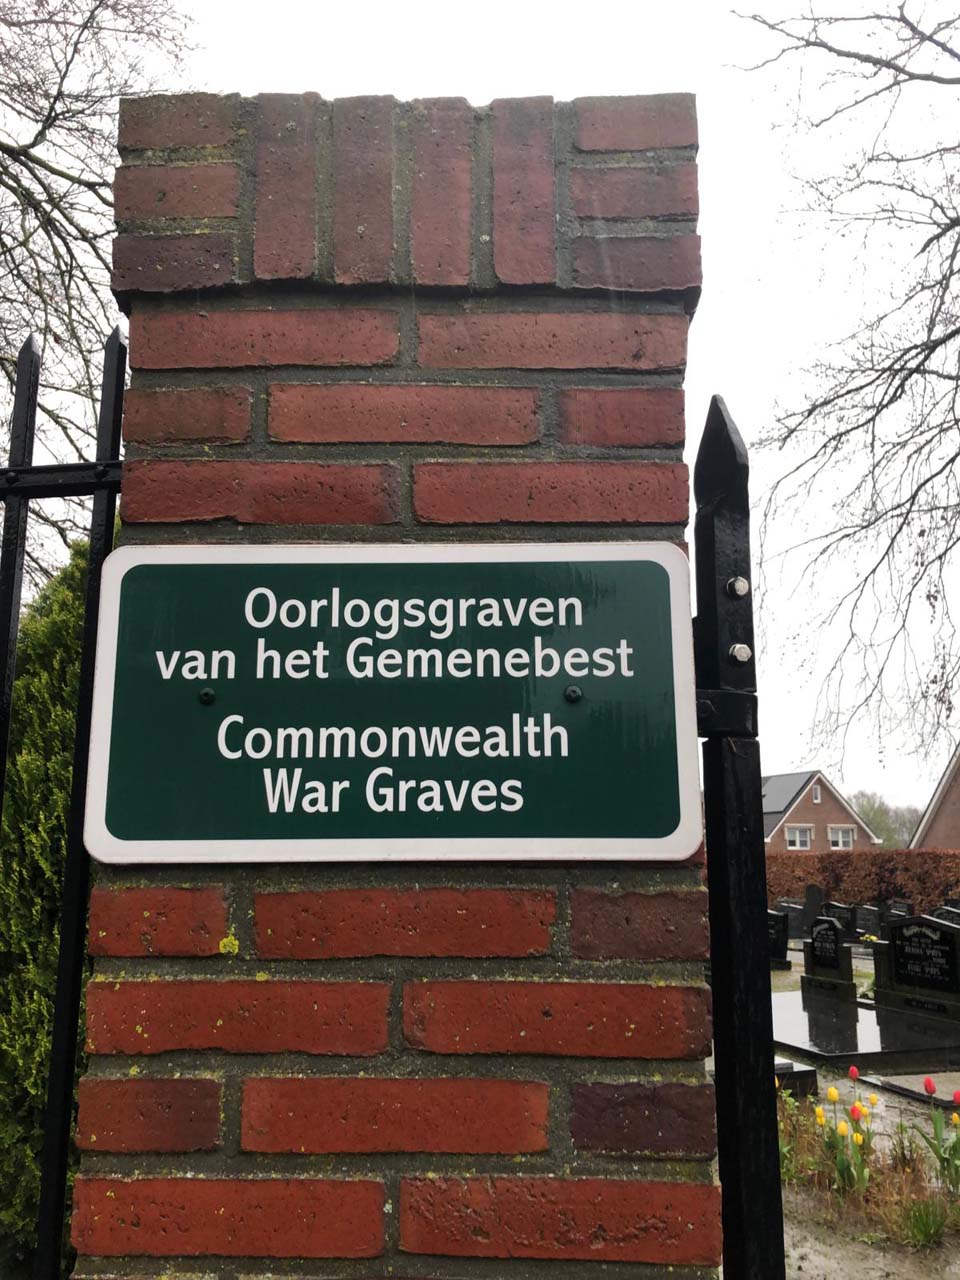 Oorlogsgraven
van het Gemenebest
Commonwealth
War Graves